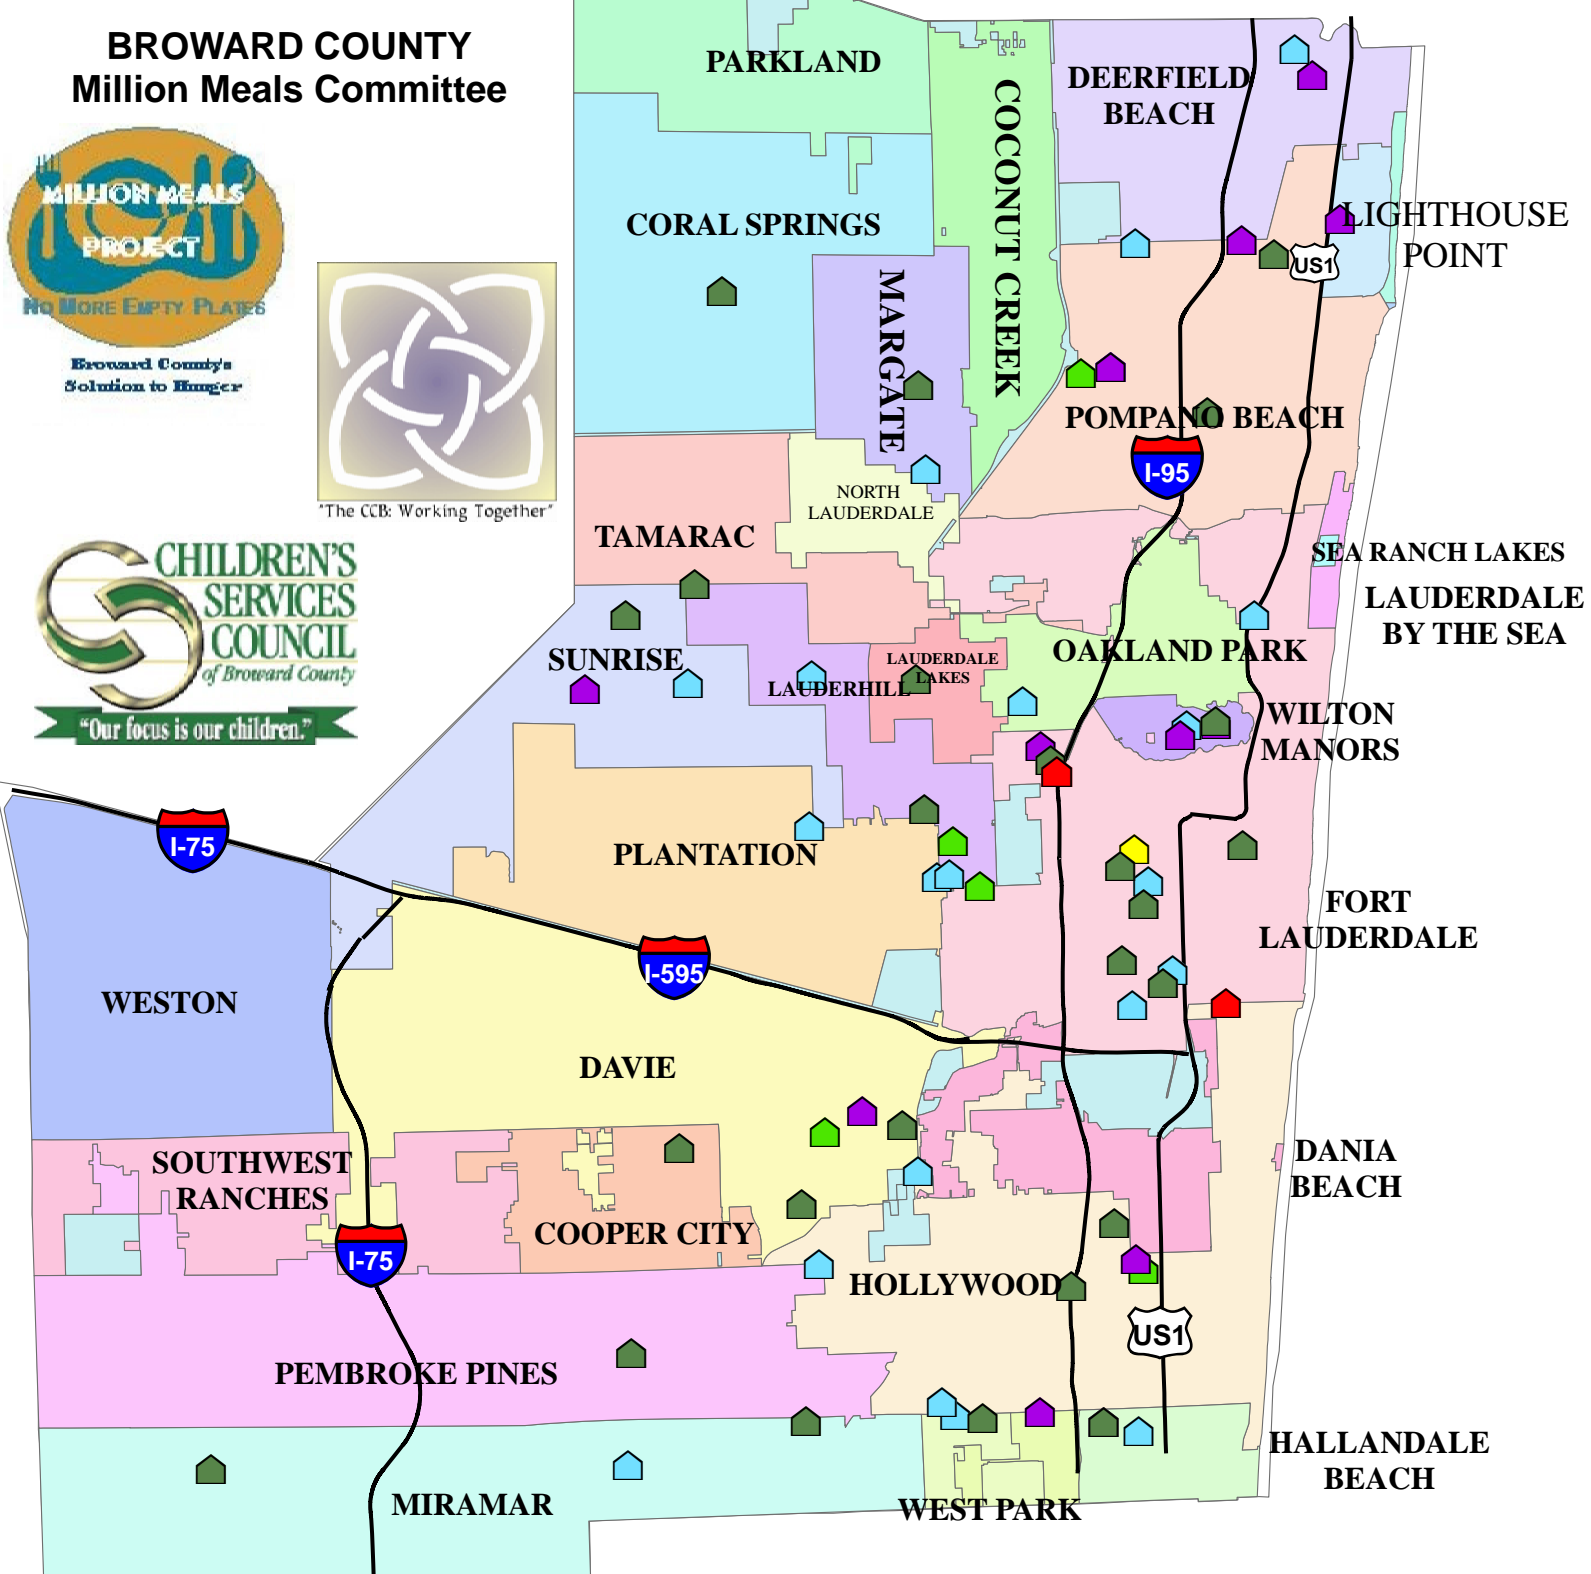 BROWARD COUNTY
Million Meals Committee
MILLION MEALS
PROJECT
NO MORE EMPTY PLATES
Broward County's
Solution to Hunger
"The CCB: Working Together"
CHILDREN'S
SERVICES
COUNCIL
of Broward County
"Our focus is our children."
PARKLAND
COCONUT CREEK
DEERFIELD
BEACH
CORAL SPRINGS
LIGHTHOUSE
POINT
US1
MARGATE
POMPANO BEACH
I-95
NORTH
LAUDERDALE
TAMARAC
SEA RANCH LAKES
LAUDERDALE
BY THE SEA
SUNRISE
LAUDERHILL
LAUDERDALE
LAKES
OAKLAND PARK
WILTON
MANORS
I-75
PLANTATION
FORT
LAUDERDALE
I-595
WESTON
DAVIE
SOUTHWEST
RANCHES
COOPER CITY
DANIA
BEACH
I-75
HOLLYWOOD
US1
PEMBROKE PINES
HALLANDALE
BEACH
MIRAMAR
WEST PARK